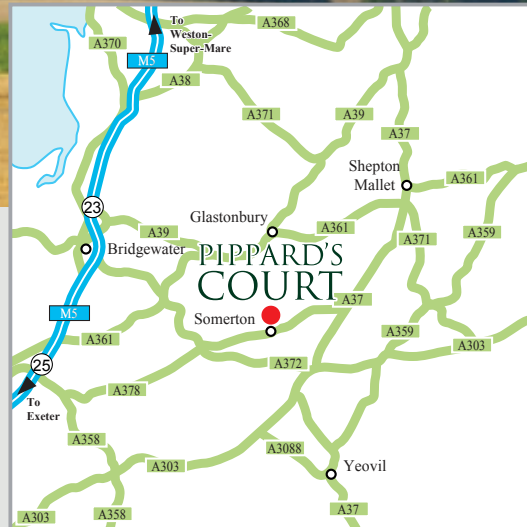 To
Weston-
Super-Mare
A368
A370
M5
A38
A371
A39
A37
Shepton
Mallet
A361
23
Glastonbury
A39
A361
A371
A359
Bridgewater
PIPPARD'S
COURT
A37
M5
Somerton
A361
A359
A303
25
A372
A378
To
Exeter
A358
A3088
A303
Yeovil
A303
A358
A37